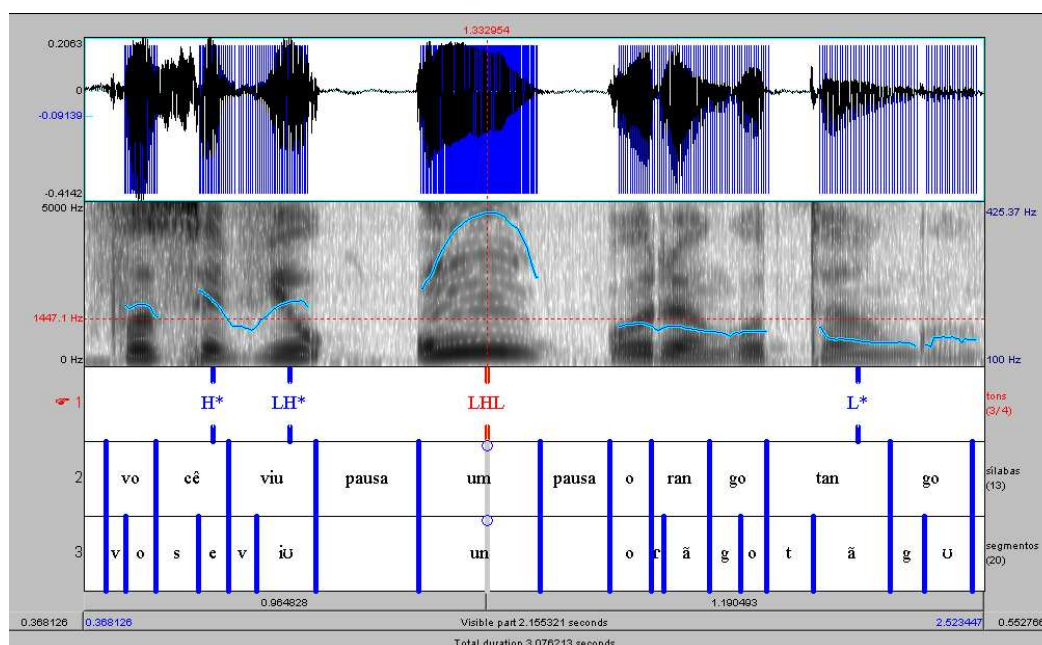 1.332954
0.2063
0
-0.09139
-0.4142
5000 Hz 425.37 Hz
1447.1 Hz
0 Hz 100 Hz
1 H* LH* LHL L* tons (3/4)
2 vo cê viu pausa um pausa o ran go tan go sílabas (13)
3 v o s e v iʊ un o ɾ ã g o t ã g ʊ segmentos (20)
0.964828 1.190493
0.368126 0.368126 Visible part 2.155321 seconds 2.523447 0.552766
Total duration 3.076213 seconds